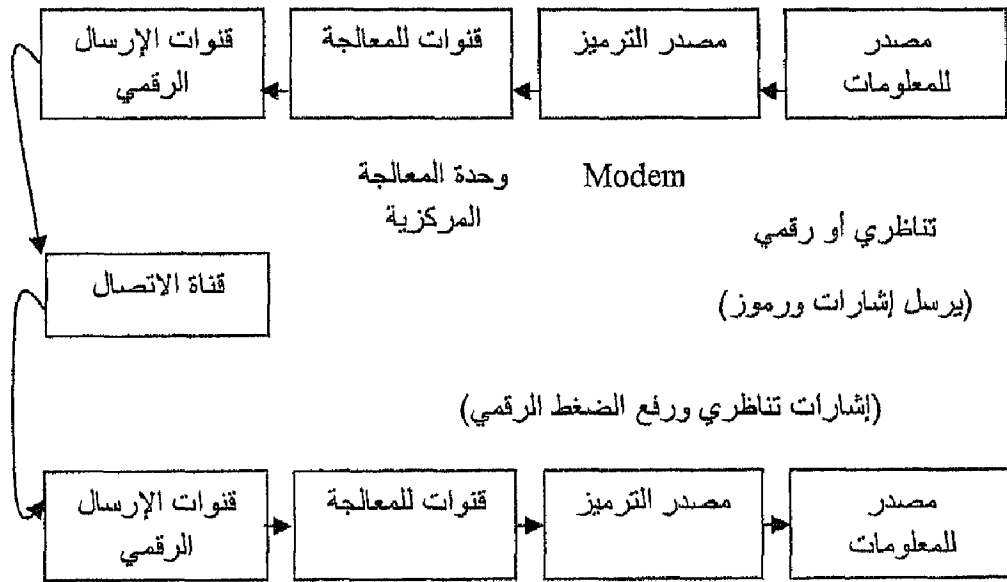 مصدر
للمعلومات
مصدر الترميز
قنوات للمعالجة
قنوات الإرسال
الرقمي
Modem
وحدة المعالجة
المركزية
تناظري أو رقمي
قناة الاتصال
(يرسل إشارات ورموز)
(إشارات تناظري ورفع الضغط الرقمي)
قنوات الإرسال
الرقمي
قنوات للمعالجة
مصدر الترميز
مصدر
للمعلومات